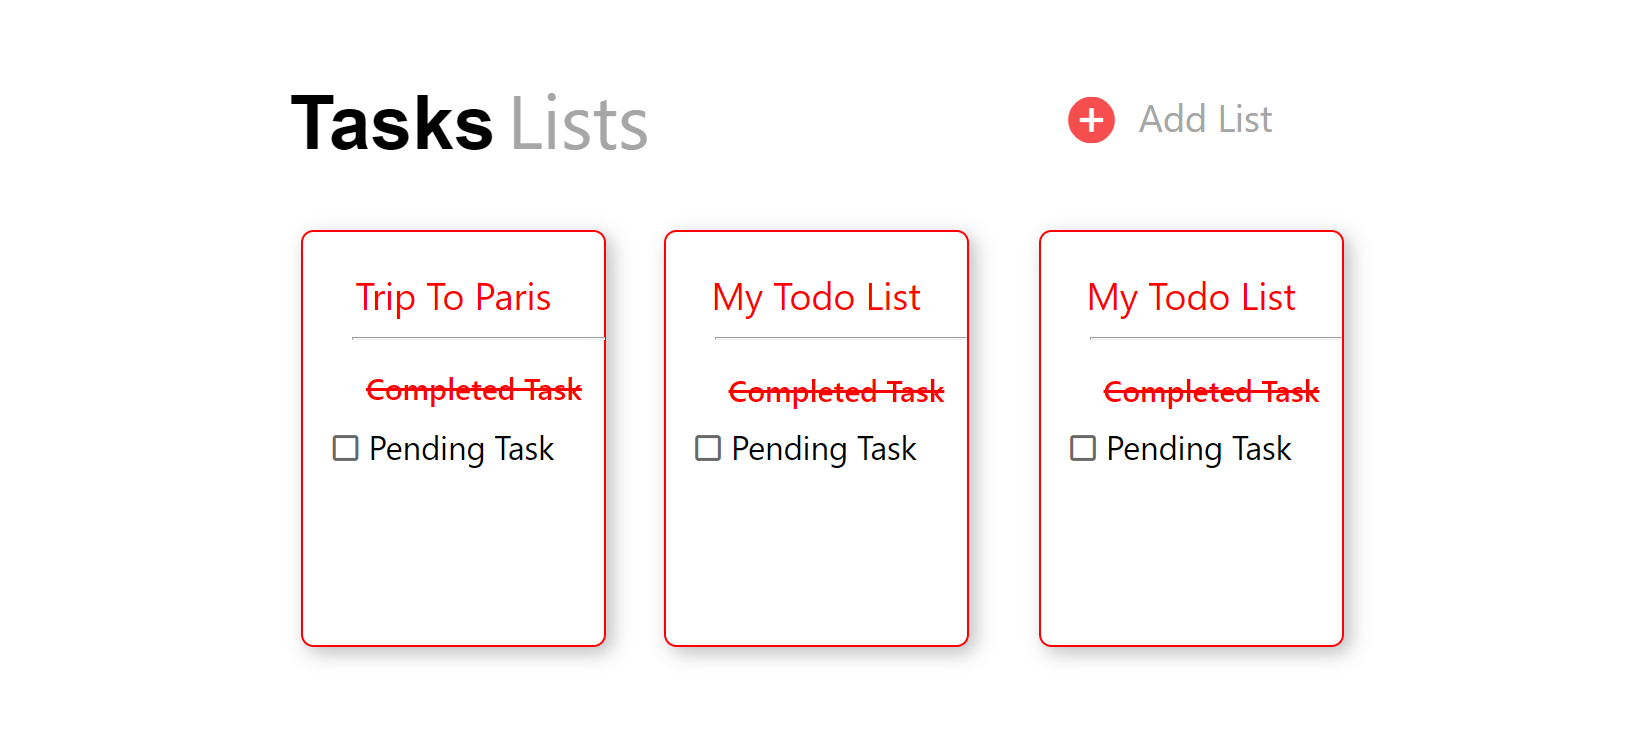 Tasks Lists
Add List
Trip To Paris
Completed Task
Pending Task
My Todo List
Completed Task
Pending Task
My Todo List
Completed Task
Pending Task